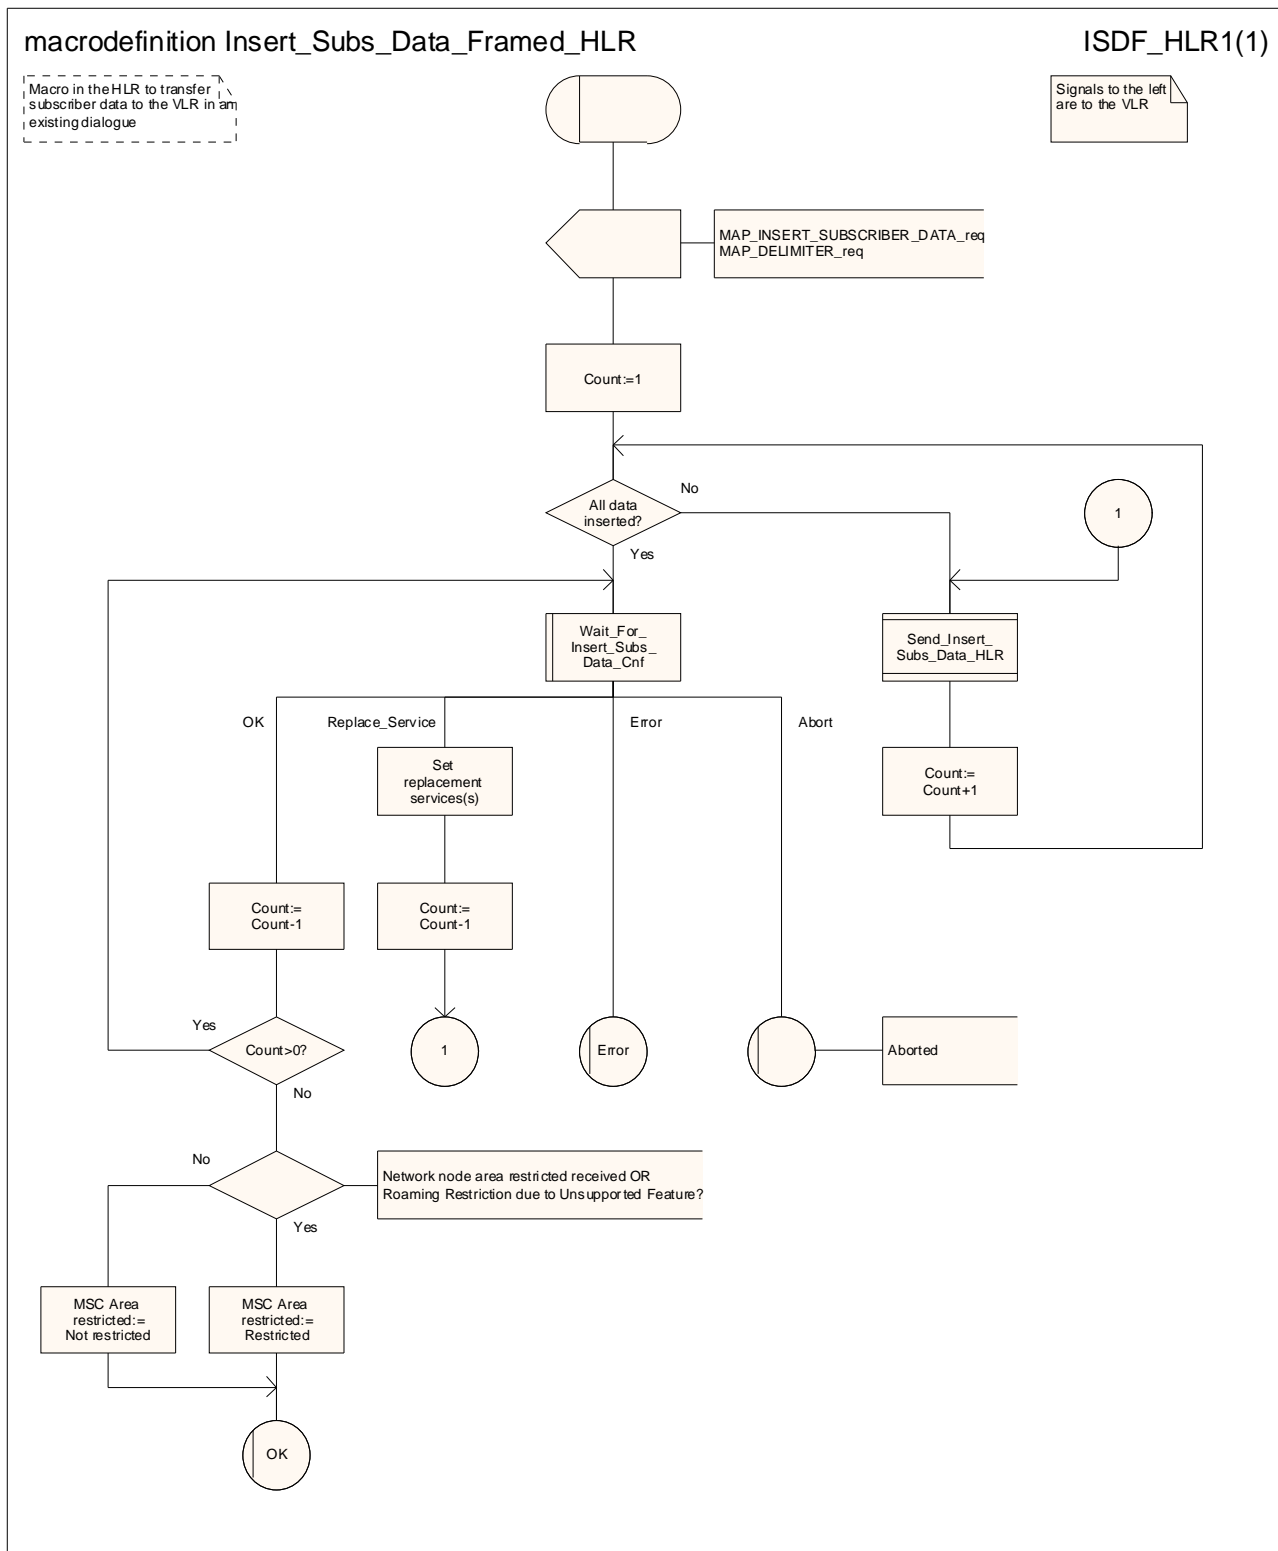 macrodefinition Insert_Subs_Data_Framed_HLR
ISDF_HLR1(1)
Macro in the HLR to transfer
subscriber data to the VLR in an
existing dialogue
Signals to the left
are to the VLR
MAP_INSERT_SUBSCRIBER_DATA_req
MAP_DELIMITER_req
Count:=1
All data
inserted?
No
1
Yes
Wait_For_
Insert_Subs_
Data_Cnf
Send_Insert_
Subs_Data_HLR
OK
Replace_Service
Error
Abort
Set
replacement
services(s)
Count:=
Count+1
Count:=
Count-1
Count:=
Count-1
Yes
Count>0?
1
Error
Aborted
No
No
Network node area restricted received OR
Roaming Restriction due to Unsupported Feature?
Yes
MSC Area
restricted:=
Not restricted
MSC Area
restricted:=
Restricted
OK